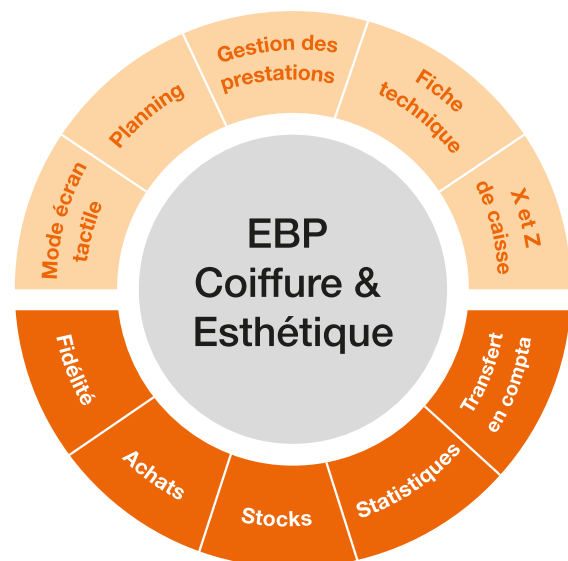 Gestion des
prestations
Planning
Fiche
technique
Mode écran
tactile
X et Z
de caisse
EBP
Coiffure &
Esthétique
Fidélité
Transfert
en compta
Achats
Statistiques
Stocks